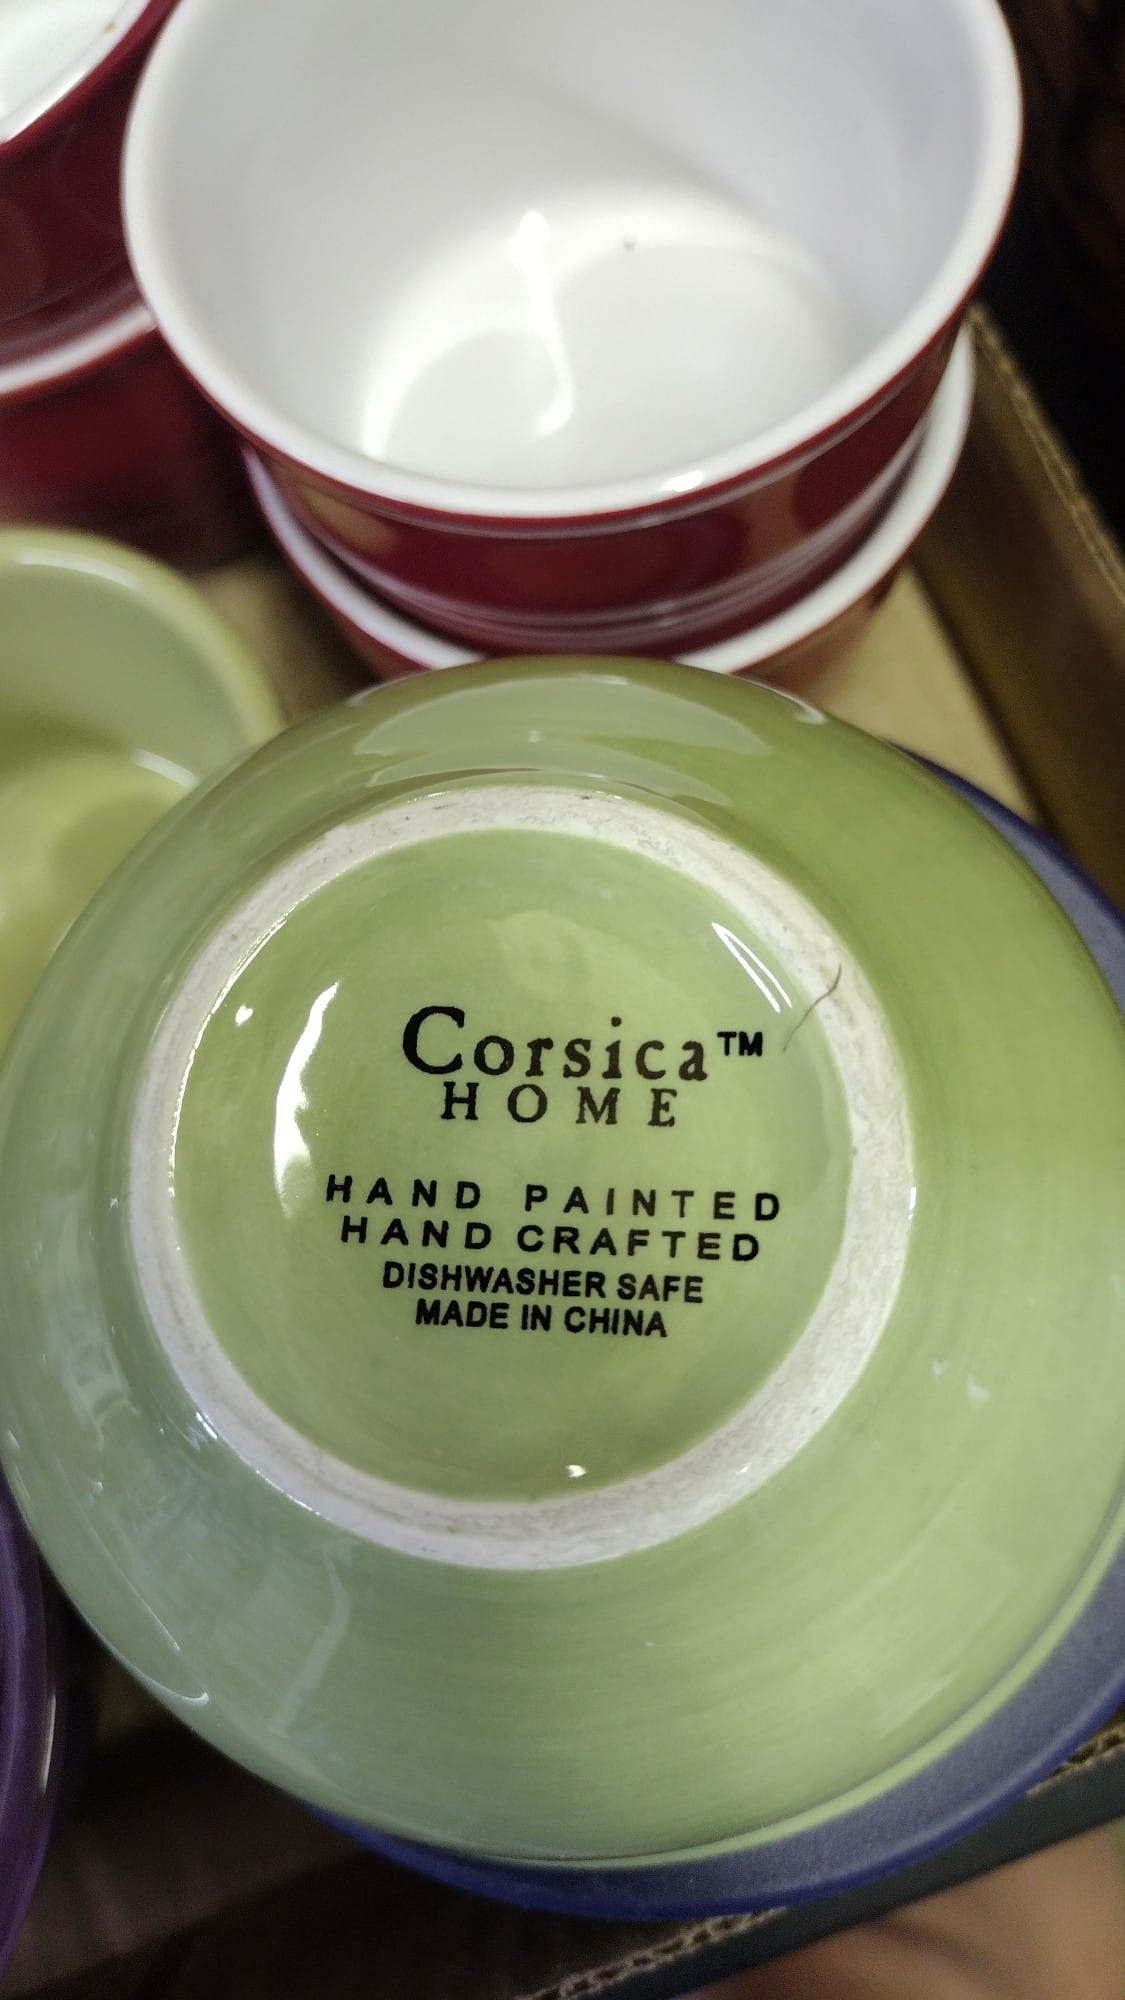 Corsica™
HOME
HAND PAINTED
HAND CRAFTED
DISHWASHER SAFE
MADE IN CHINA